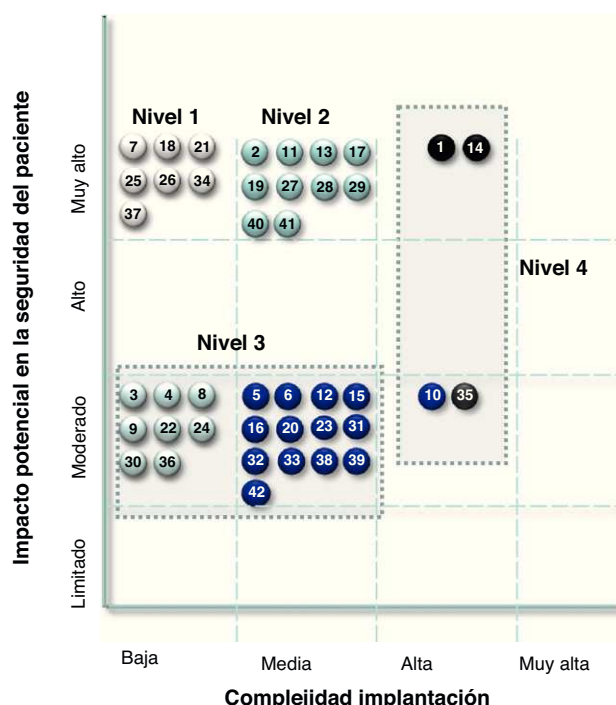 Impacto potencial en la seguridad del paciente
Muy alto
Alto
Moderado
Limitado
Nivel 1
7 18 21
25 26 34
37
Nivel 2
2 11 13 17
19 27 28 29
40 41
1 14
Nivel 4
10 35
Nivel 3
3 4 8
9 22 24
30 36
5 6 12 15
16 20 23 31
32 33 38 39
42
Baja
Media
Alta
Muy alta
Complejidad implantación